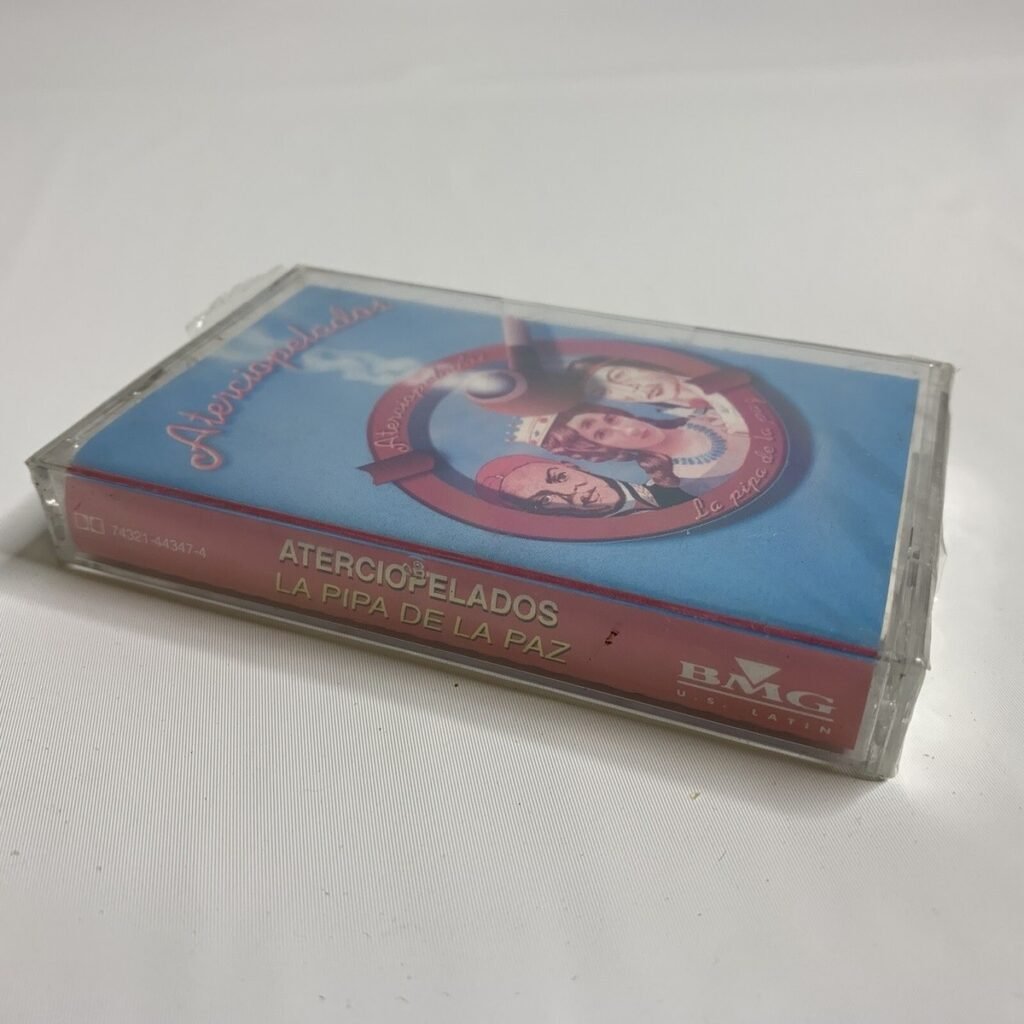 Aterciopelados
Aterciopelados
La pipa de la paz
74321-44347-4
ATERCIOPELADOS
LA PIPA DE LA PAZ
BMG
U.S. LATIN